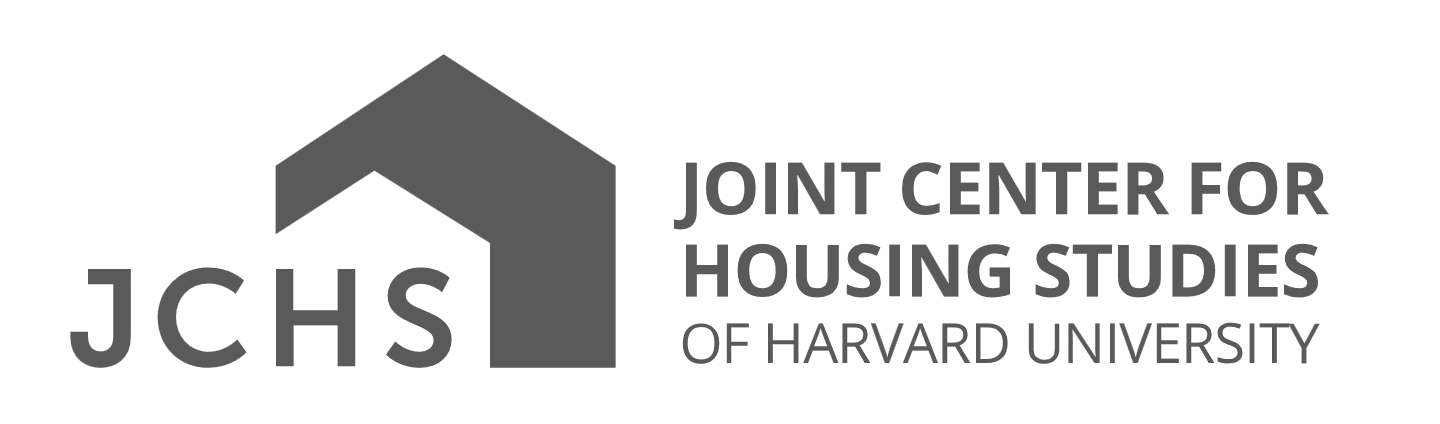 JCHS
JOINT CENTER FOR
HOUSING STUDIES
OF HARVARD UNIVERSITY